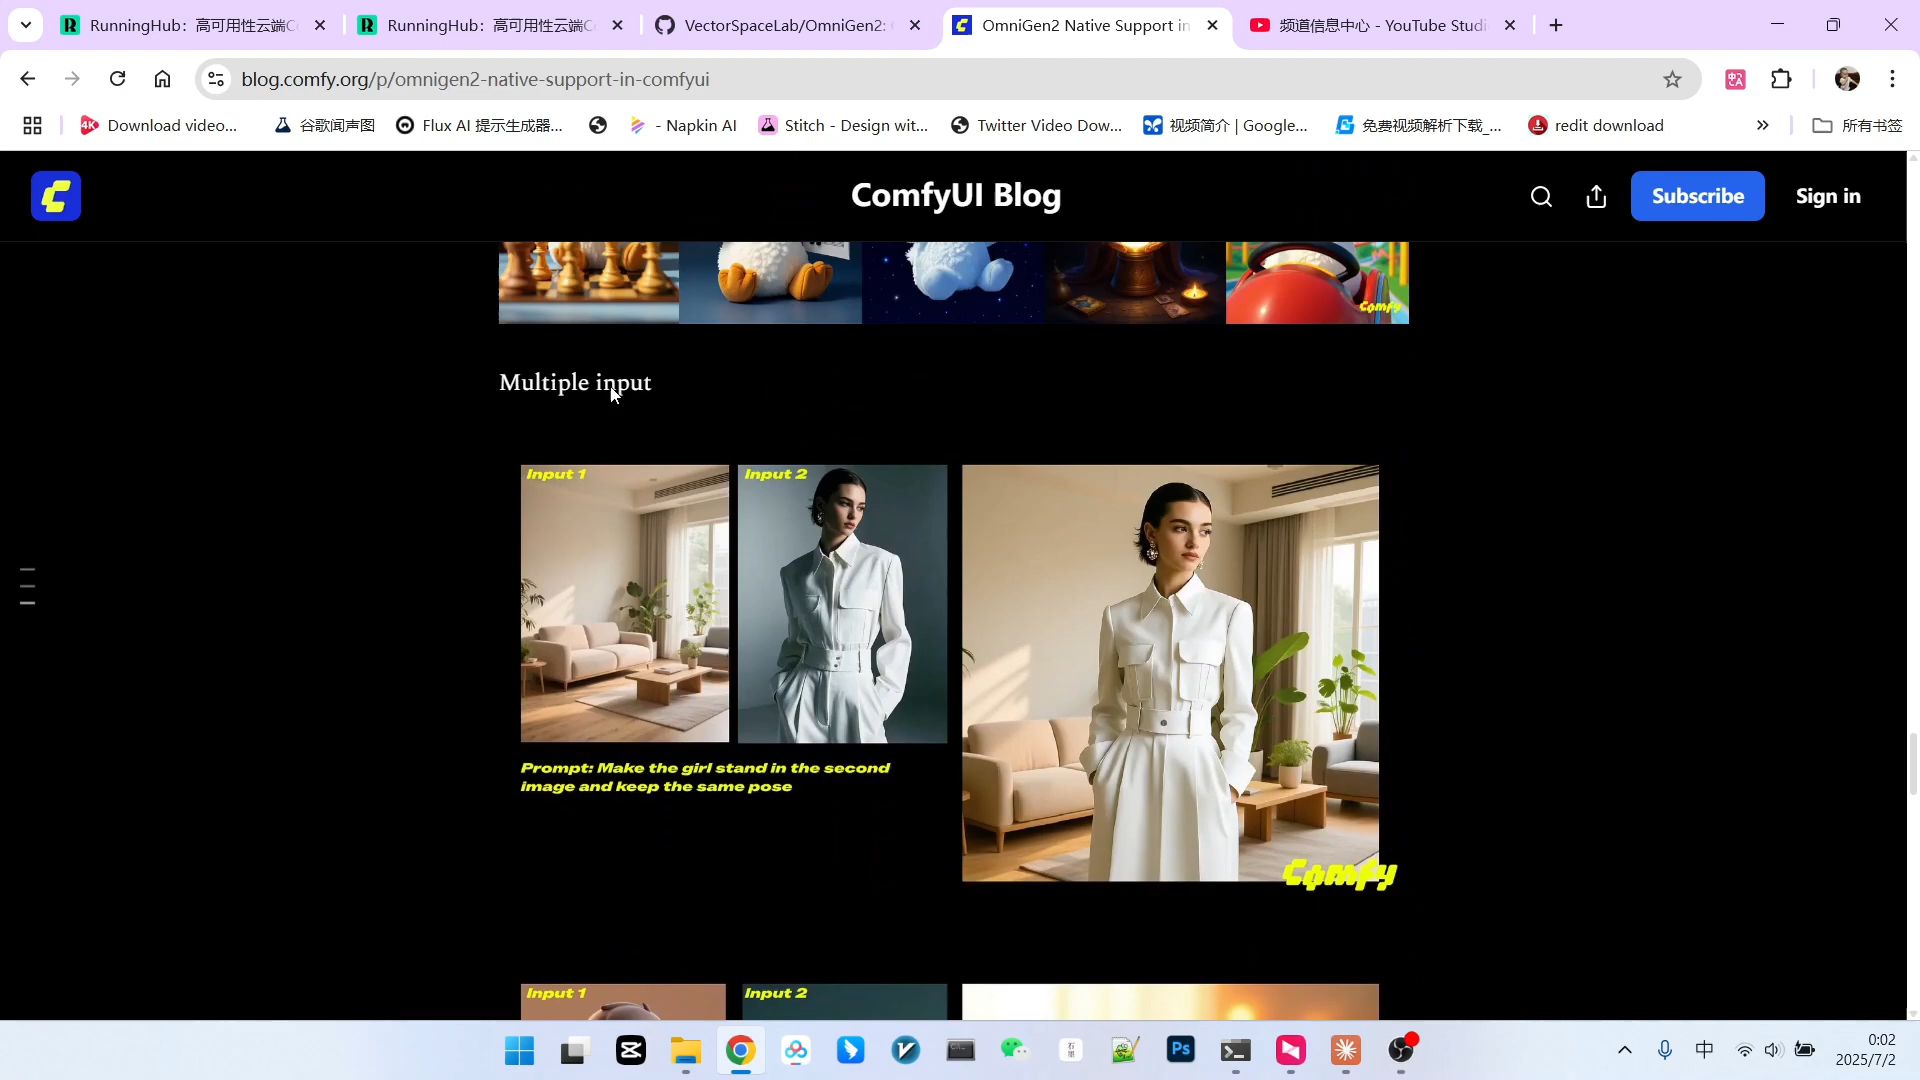 RunningHub：高可用性云端C
RunningHub：高可用性云端C
VectorSpaceLab/OmniGen2:
OmniGen2 Native Support in
频道信息中心 - YouTube Studi
blog.comfy.org/p/omnigen2-native-support-in-comfyui
Download video...
谷歌闻声图
Flux AI 提示生成器...
- Napkin AI
Stitch - Design wit...
Twitter Video Dow...
视频简介 | Google...
免费视频解析下载_...
redit download
所有书签
ComfyUI Blog
Subscribe
Sign in
Comfy
Multiple input
Input 1
Input 2
Prompt: Make the girl stand in the second
image and keep the same pose
Comfy
Input 1
Input 2
中
0:02
2025/7/2